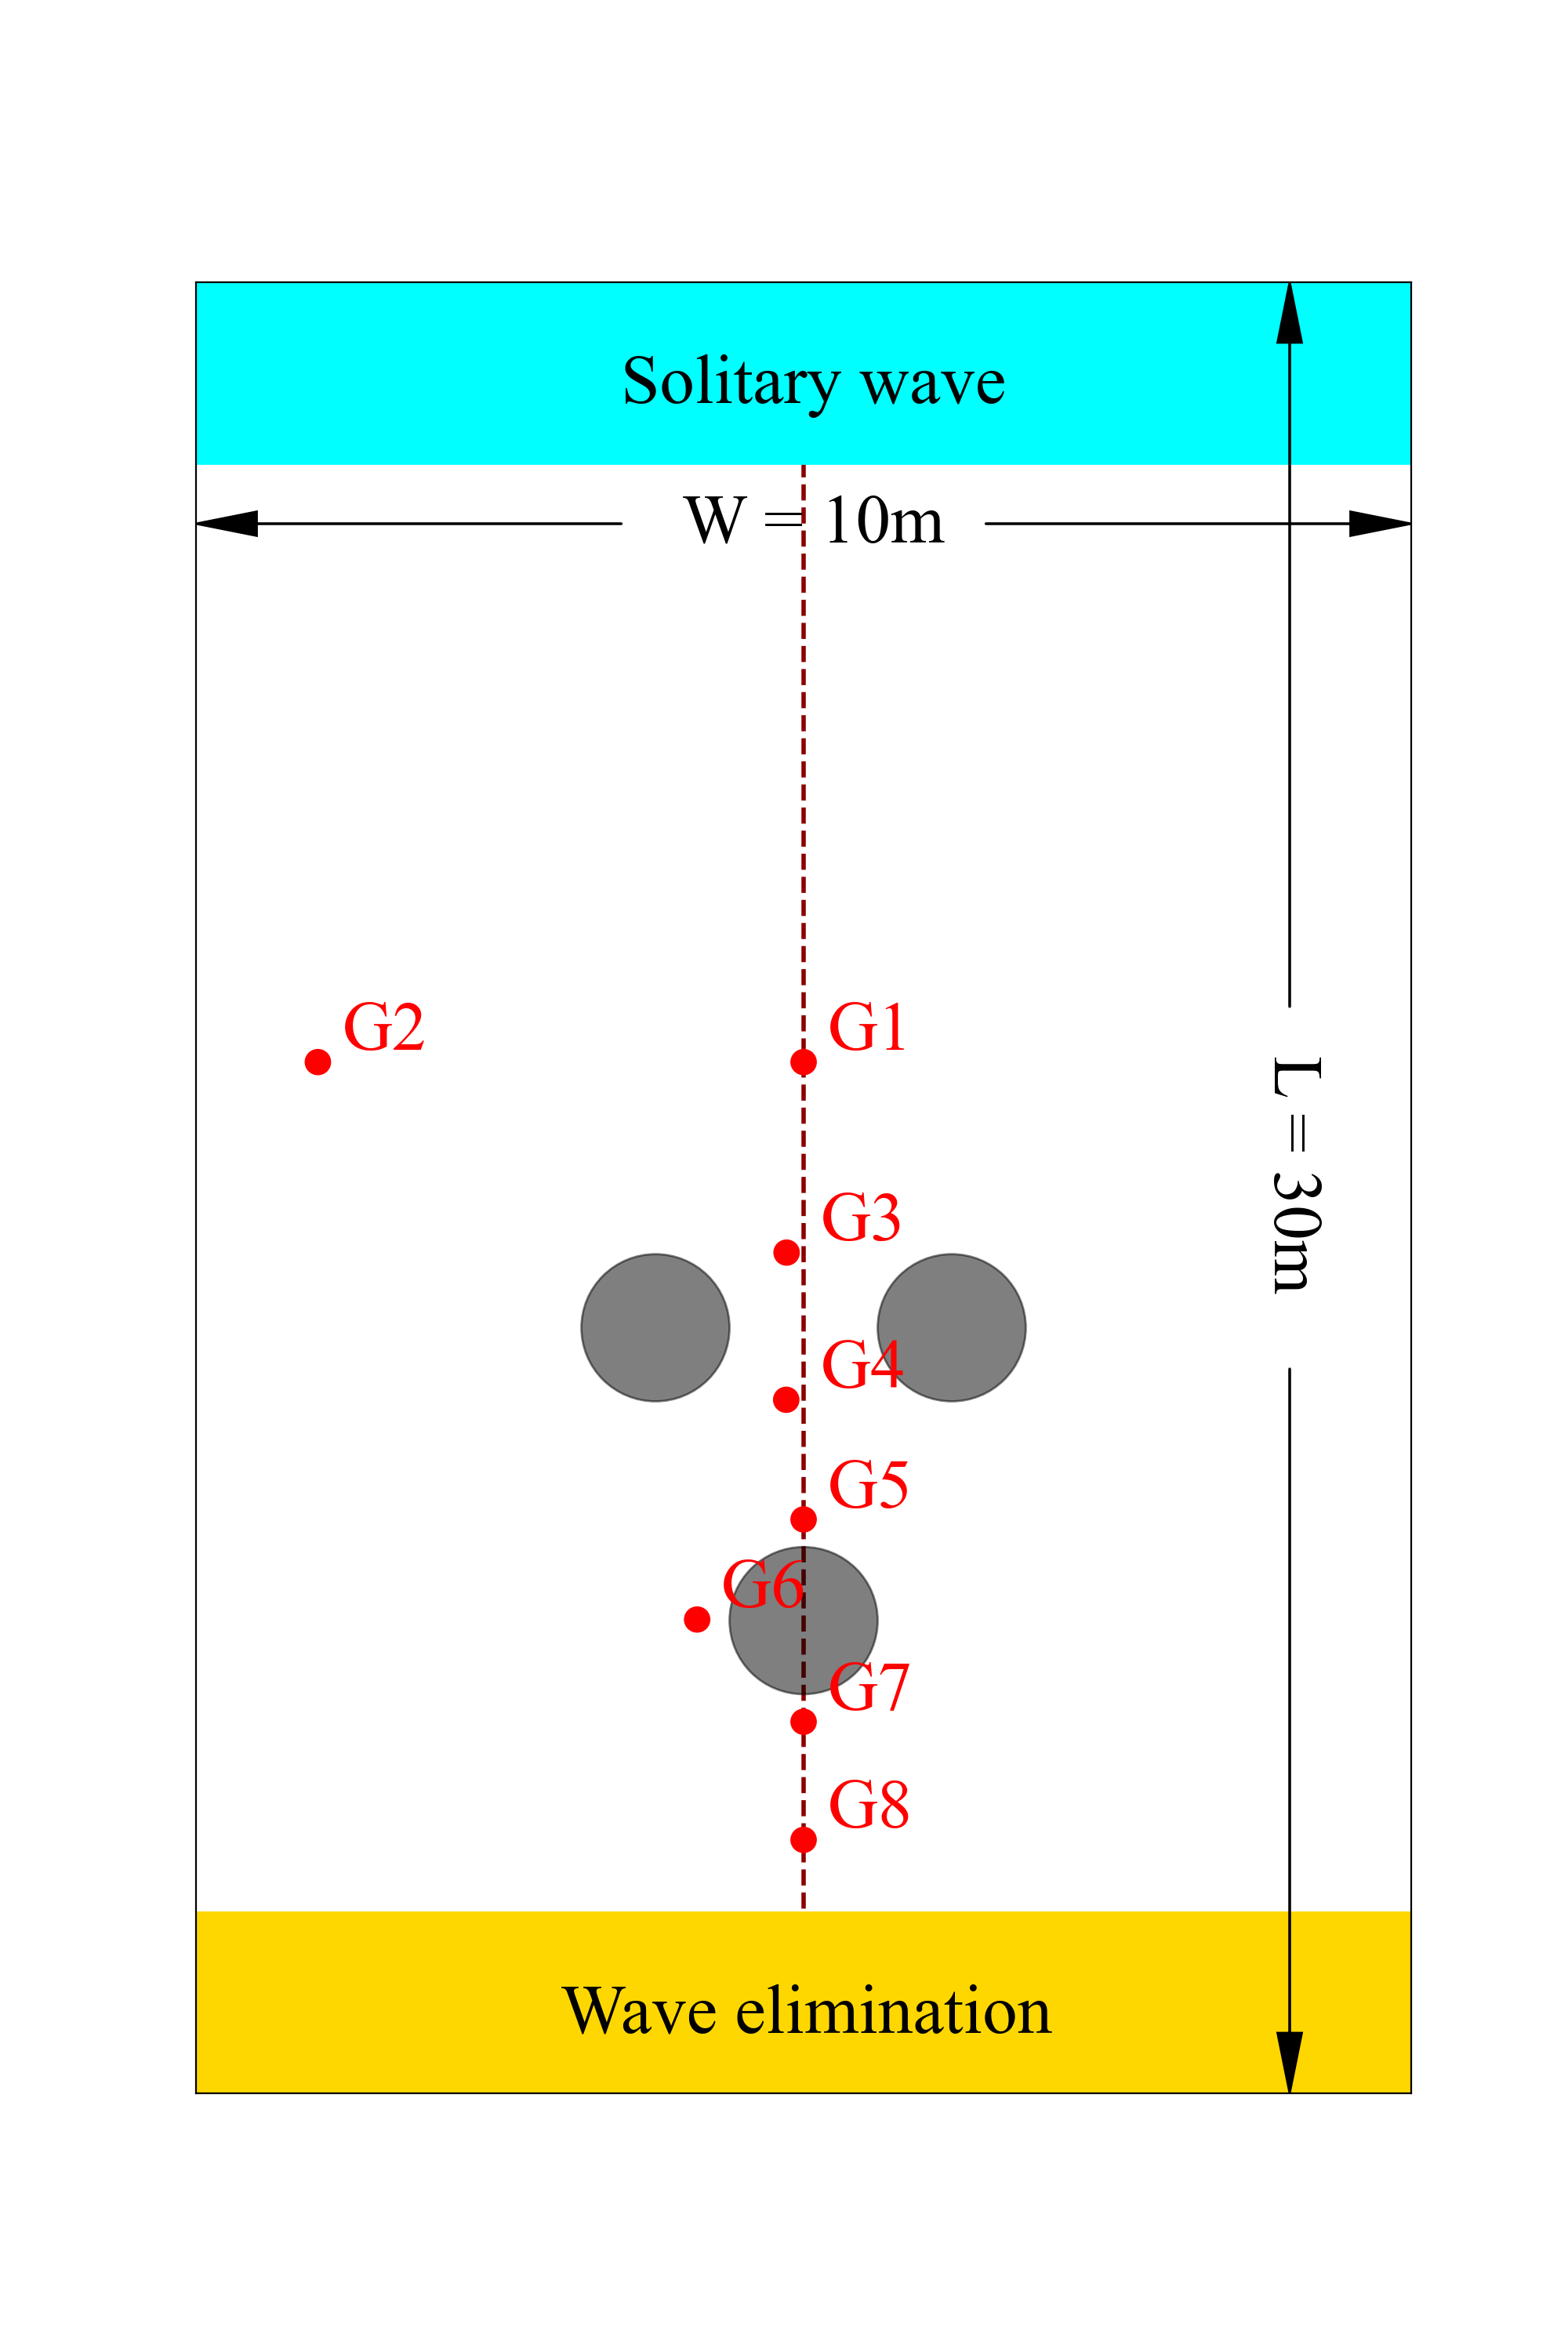 Solitary wave
W = 10m
G2
G1
L = 30m
G3
G4
G5
G6
G7
G8
Wave elimination